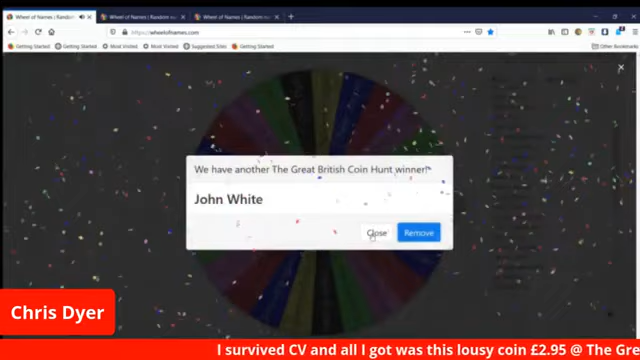 Wheel of Names | Random na
Wheel of Names | Random na
Wheel of Names | Random na
https://wheelofnames.com
Getting Started
Getting Started
Most Visited
Most Visited
Suggested Sites
Getting Started
Other Bookmarks
We have another The Great British Coin Hunt winner!
John White
Close
Remove
Chris Dyer
I survived CV and all I got was this lousy coin £2.95 @ The Gre